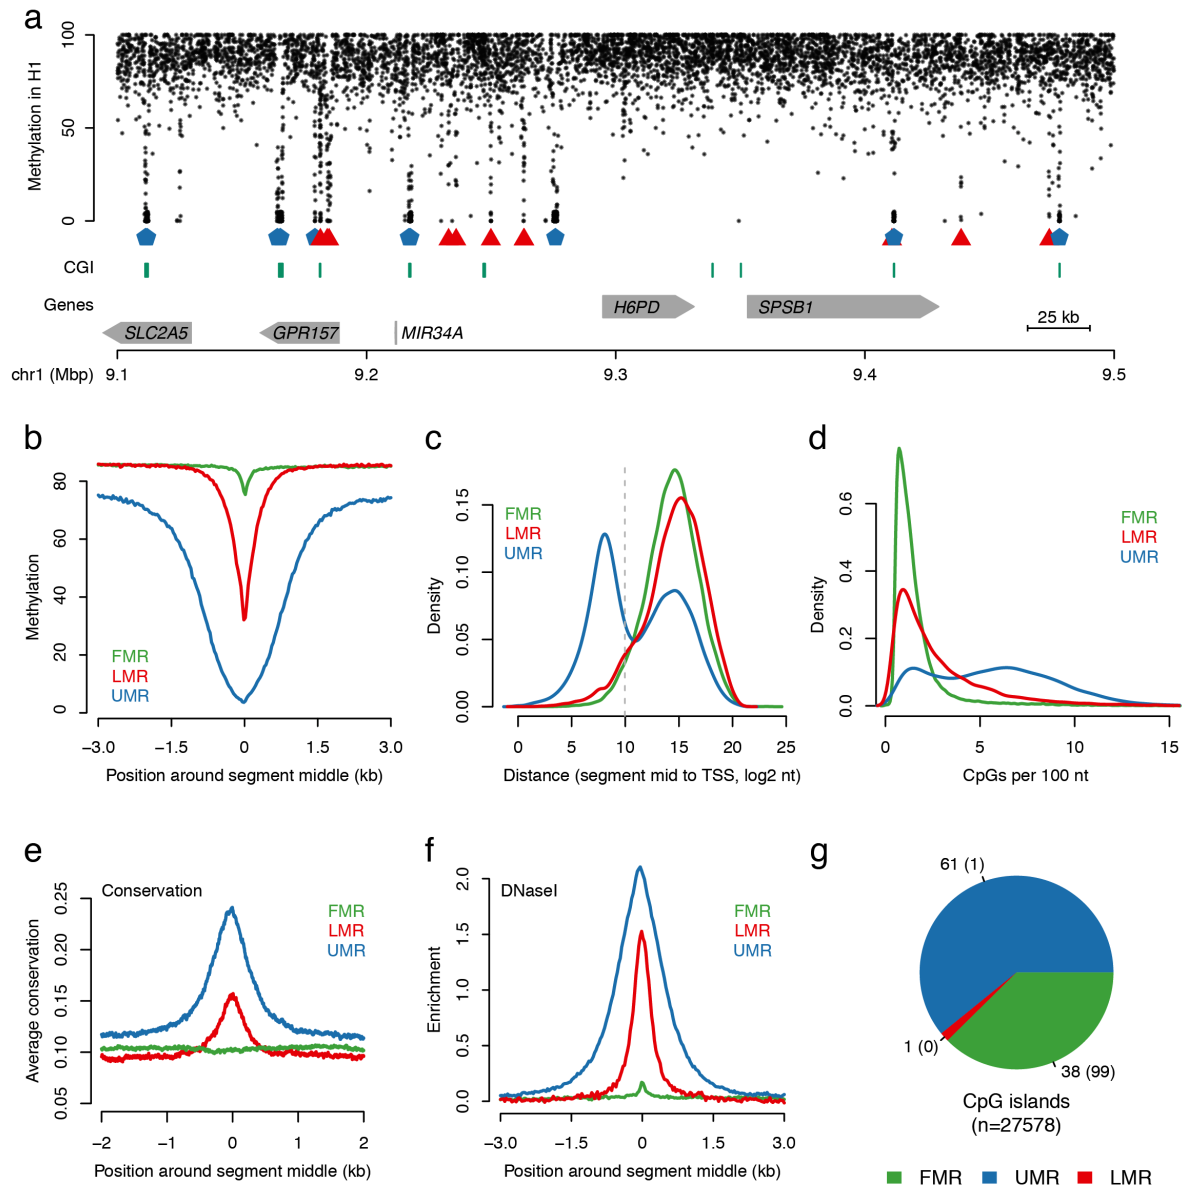 a
Methylation in H1
100
50
0
CGI
Genes
H6PD
SPSB1
SLC2A5
GPR157
MIR34A
25 kb
chr1 (Mbp)
9.1
9.2
9.3
9.4
9.5
b
Methylation
80
60
40
20
0
FMR
LMR
UMR
−3.0
−1.5
0
1.5
3.0
Position around segment middle (kb)
c
Density
0.15
0.10
0.05
0.00
FMR
LMR
UMR
0
5
10
15
20
25
Distance (segment mid to TSS, log2 nt)
d
Density
0.6
0.4
0.2
0.0
FMR
LMR
UMR
0
5
10
15
CpGs per 100 nt
e
Conservation
Average conservation
0.25
0.20
0.15
0.10
0.05
FMR
LMR
UMR
−2
−1
0
1
2
Position around segment middle (kb)
f
DNaseI
Enrichment
2.0
1.5
1.0
0.5
0.0
FMR
LMR
UMR
−3.0
−1.5
0
1.5
3.0
Position around segment middle (kb)
g
61 (1)
1 (0)
38 (99)
CpG islands
(n=27578)
FMR
UMR
LMR